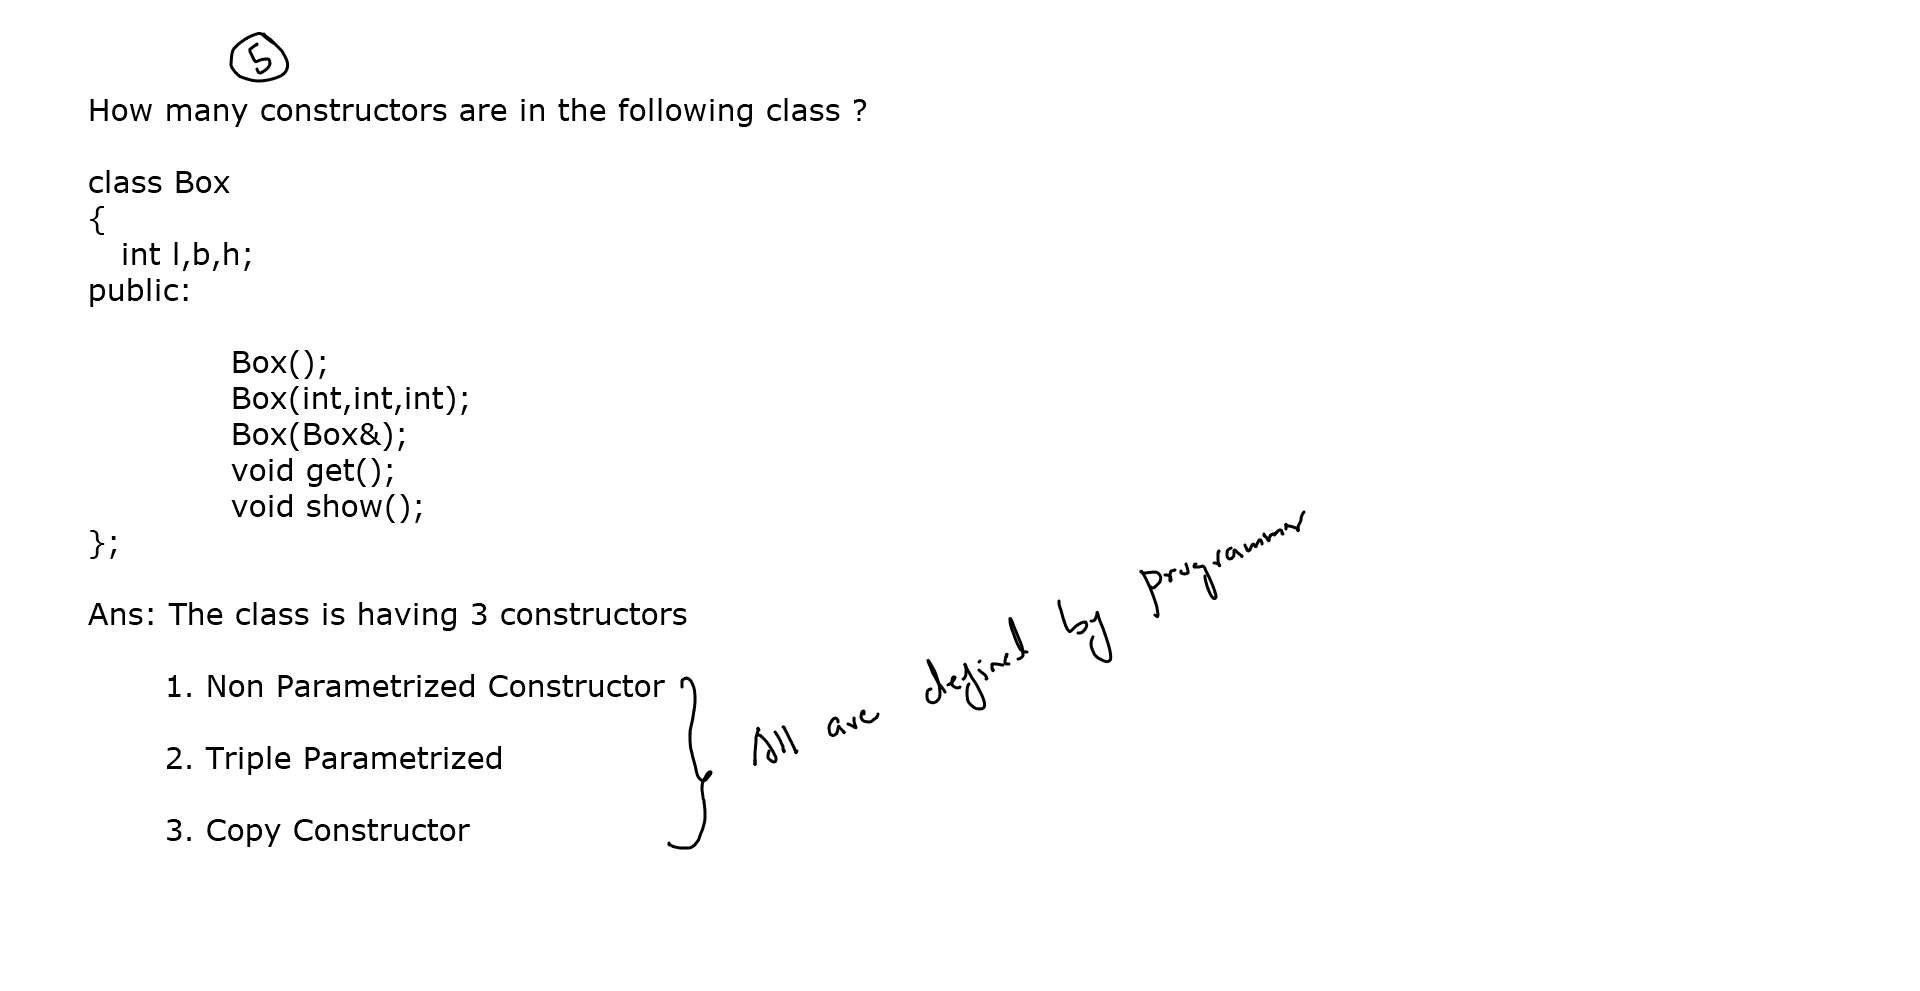 5
How many constructors are in the following class ?
class Box
{
int l,b,h;
public:
Box();
Box(int,int,int);
Box(Box&);
void get();
void show();
};
Ans: The class is having 3 constructors
1. Non Parametrized Constructor
2. Triple Parametrized
3. Copy Constructor
All are defined by programmer